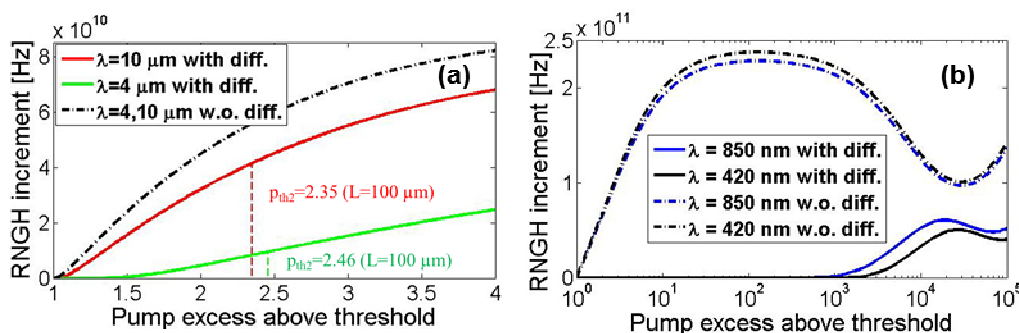 x 10^10
RNGH increment [Hz]
8
6
4
2
0
λ=10 μm with diff.
λ=4 μm with diff.
λ=4,10 μm w.o. diff.
(a)
p_th2=2.35 (L=100 μm)
p_th2=2.46 (L=100 μm)
1 1.5 2 2.5 3 3.5 4
Pump excess above threshold
x 10^11
RNGH increment [Hz]
2.5
2
1
0
(b)
λ = 850 nm with diff.
λ = 420 nm with diff.
λ = 850 nm w.o. diff.
λ = 420 nm w.o. diff.
10^0 10^1 10^2 10^3 10^4 10^5
Pump excess above threshold